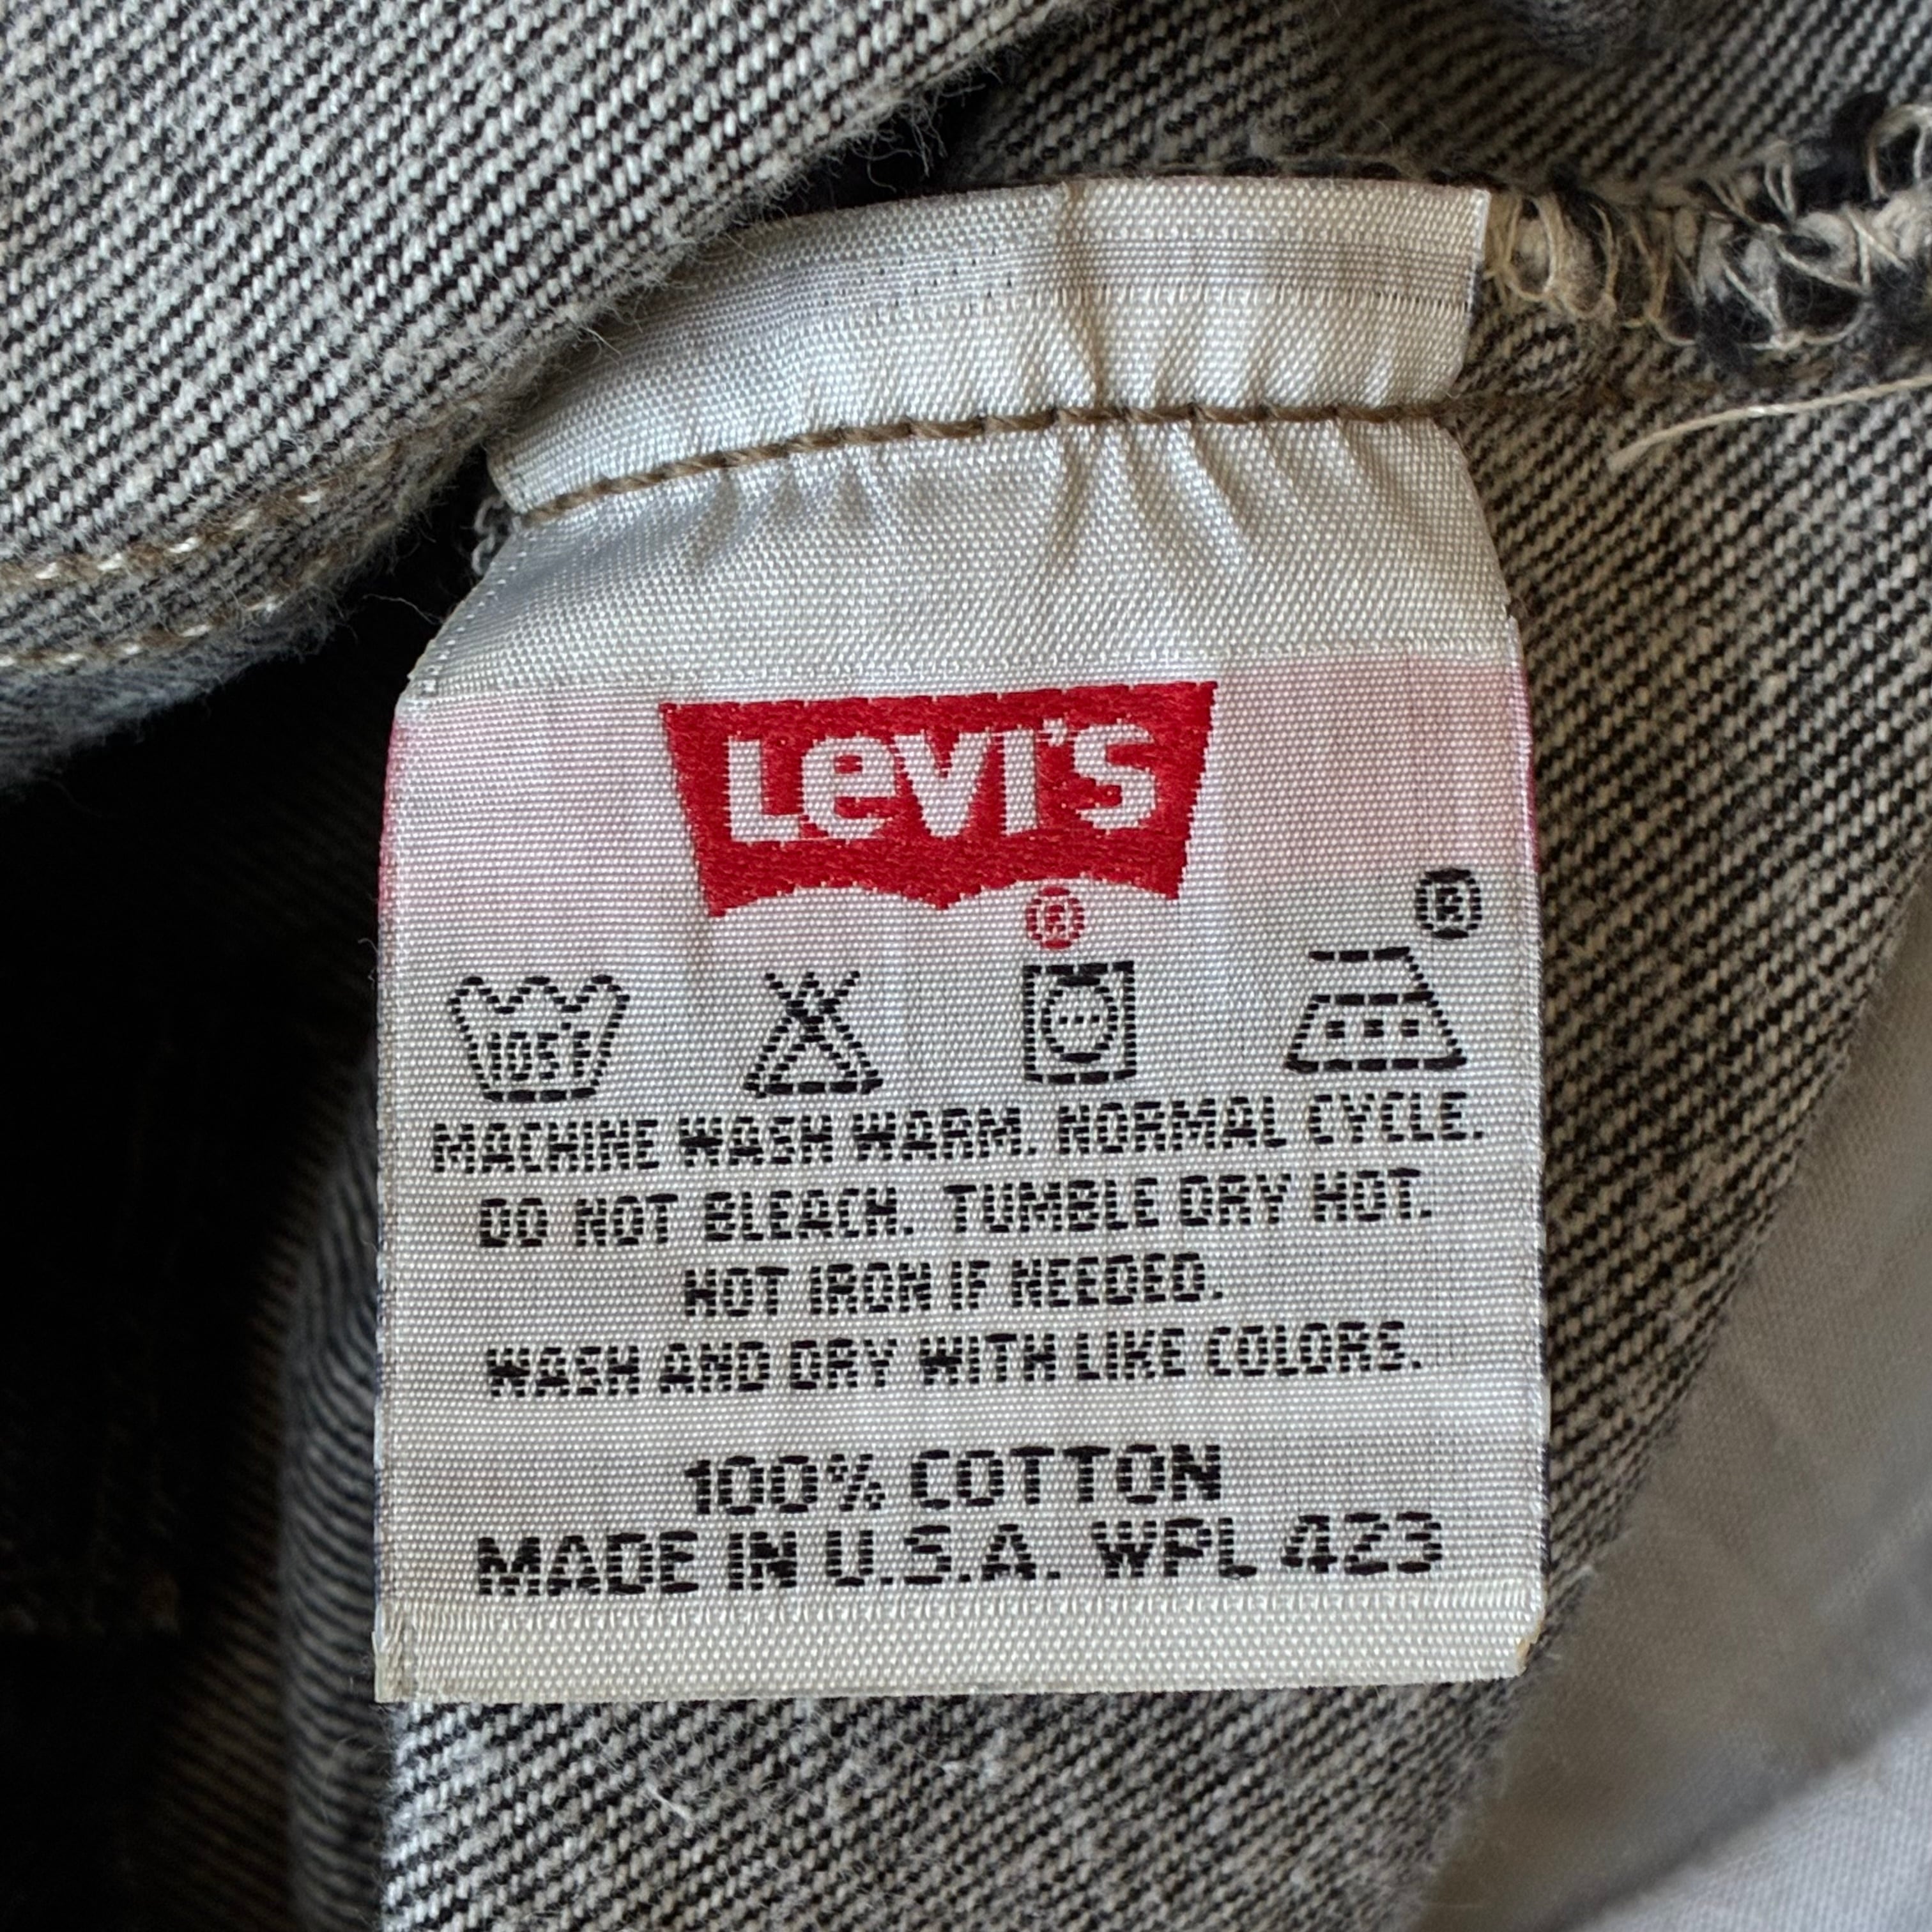 LEVI'S
®
®
105F
MACHINE WASH WARM. NORMAL CYCLE.
DO NOT BLEACH. TUMBLE DRY HOT.
HOT IRON IF NEEDED.
WASH AND DRY WITH LIKE COLORS.
100% COTTON
MADE IN U.S.A. WPL 423